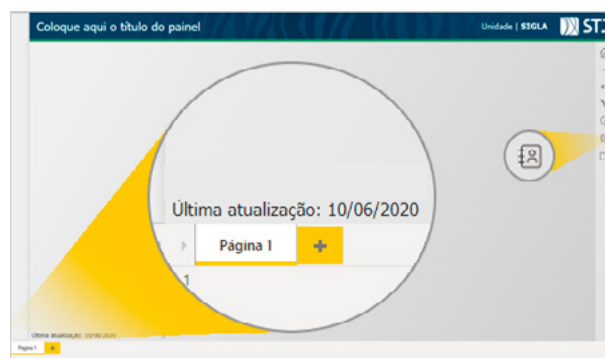 Coloque aqui o título do painel
Unidade | SIGLA
STJ
Última atualização: 10/06/2020
Página 1
1
Última atualização: 10/06/2020
Página 1